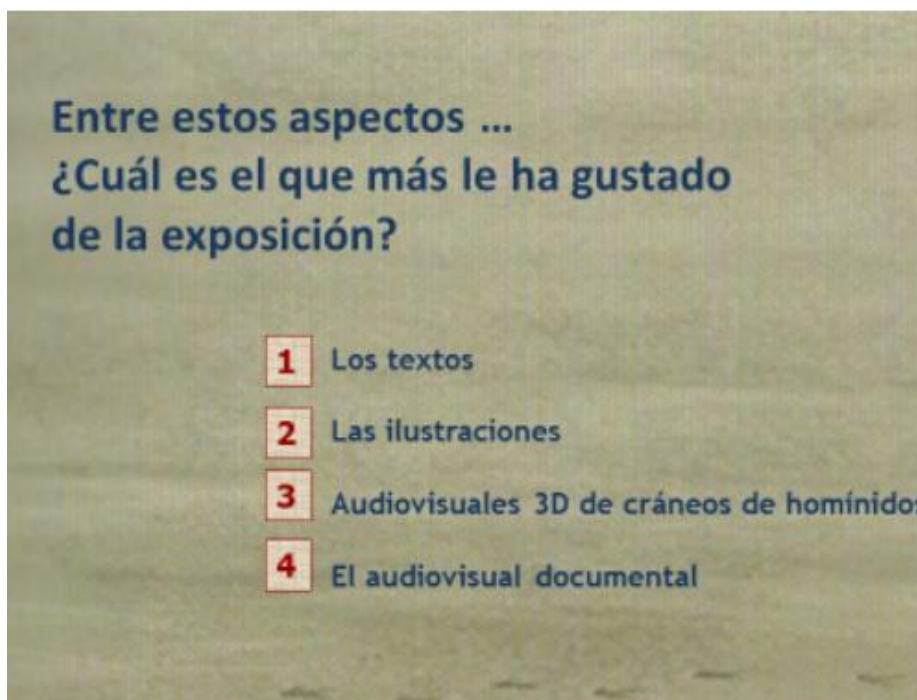 Entre estos aspectos ...
¿Cuál es el que más le ha gustado
de la exposición?
1 Los textos
2 Las ilustraciones
3 Audiovisuales 3D de cráneos de homínidos
4 El audiovisual documental